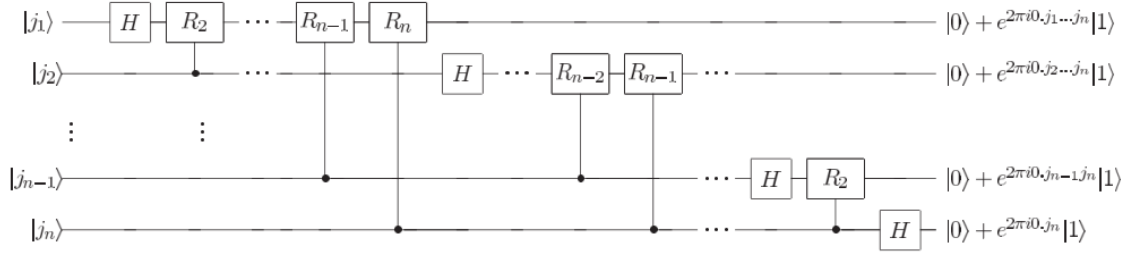 |j₁⟩ H R₂ ⋯ Rₙ₋₁ Rₙ |0⟩ + e^{2πi0.j₁...jₙ}|1⟩
|j₂⟩ ⋯ H ⋯ Rₙ₋₂ Rₙ₋₁ ⋯ |0⟩ + e^{2πi0.j₂...jₙ}|1⟩
⋮ ⋮
|jₙ₋₁⟩ ⋯ H R₂ |0⟩ + e^{2πi0.jₙ₋₁jₙ}|1⟩
|jₙ⟩ ⋯ H |0⟩ + e^{2πi0.jₙ}|1⟩